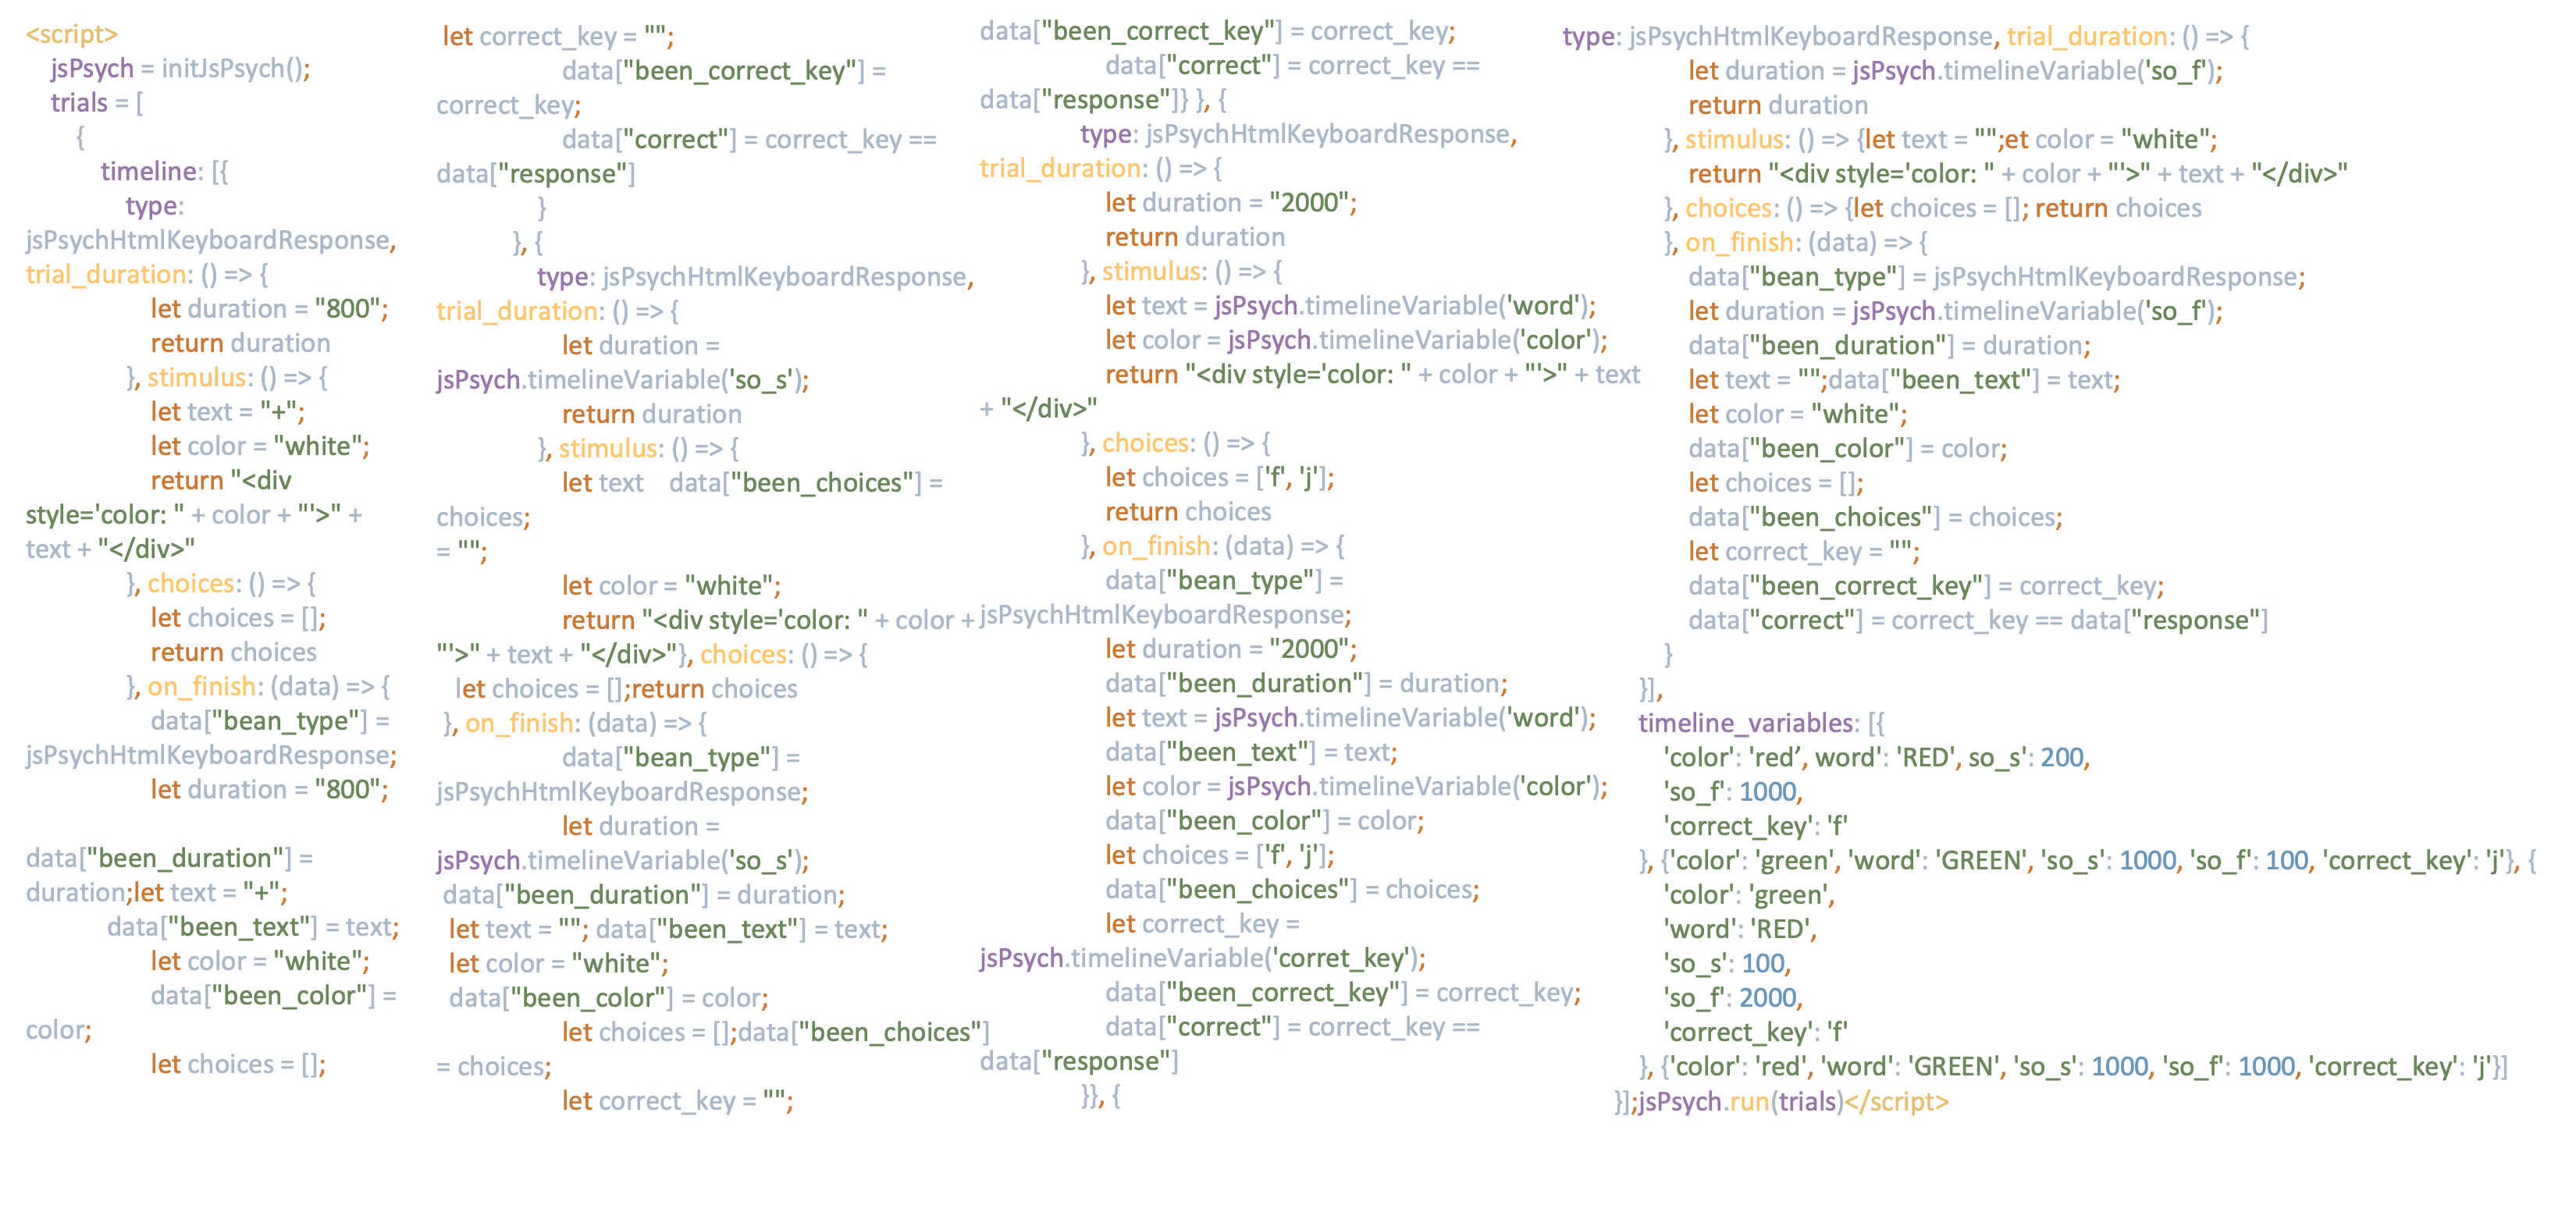 <script>
jsPsych = initJsPsych();
trials = [
{
timeline: [{
type:
jsPsychHtmlKeyboardResponse,
trial_duration: () => {
let duration = "800";
return duration
}, stimulus: () => {
let text = "+";
let color = "white";
return "<div
style='color: " + color + "'>" +
text + "</div>"
}, choices: () => {
let choices = [];
return choices
}, on_finish: (data) => {
data["bean_type"] =
jsPsychHtmlKeyboardResponse;
let duration = "800";
data["been_duration"] =
duration;let text = "+";
data["been_text"] = text;
let color = "white";
data["been_color"] =
color;
let choices = [];
let correct_key = "";
data["been_correct_key"] =
correct_key;
data["correct"] = correct_key ==
data["response"]
}
}, {
type: jsPsychHtmlKeyboardResponse,
trial_duration: () => {
let duration =
jsPsych.timelineVariable('so_s');
return duration
}, stimulus: () => {
let text data["been_choices"] =
choices;
= "";
let color = "white";
return "<div style='color: " + color +
"'>" + text + "</div>"}, choices: () => {
let choices = [];return choices
}, on_finish: (data) => {
data["bean_type"] =
jsPsychHtmlKeyboardResponse;
let duration =
jsPsych.timelineVariable('so_s');
data["been_duration"] = duration;
let text = ""; data["been_text"] = text;
let color = "white";
data["been_color"] = color;
let choices = [];data["been_choices"]
= choices;
let correct_key = "";
data["been_correct_key"] = correct_key;
data["correct"] = correct_key ==
data["response"]} }, {
type: jsPsychHtmlKeyboardResponse,
trial_duration: () => {
let duration = "2000";
return duration
}, stimulus: () => {
let text = jsPsych.timelineVariable('word');
let color = jsPsych.timelineVariable('color');
return "<div style='color: " + color + "'>" + text
+ "</div>"
}, choices: () => {
let choices = ['f', 'j'];
return choices
}, on_finish: (data) => {
data["bean_type"] =
jsPsychHtmlKeyboardResponse;
let duration = "2000";
data["been_duration"] = duration;
let text = jsPsych.timelineVariable('word');
data["been_text"] = text;
let color = jsPsych.timelineVariable('color');
data["been_color"] = color;
let choices = ['f', 'j'];
data["been_choices"] = choices;
let correct_key =
jsPsych.timelineVariable('corret_key');
data["been_correct_key"] = correct_key;
data["correct"] = correct_key ==
data["response"]
}}, {
type: jsPsychHtmlKeyboardResponse, trial_duration: () => {
let duration = jsPsych.timelineVariable('so_f');
return duration
}, stimulus: () => {let text = "";et color = "white";
return "<div style='color: " + color + "'>" + text + "</div>"
}, choices: () => {let choices = []; return choices
}, on_finish: (data) => {
data["bean_type"] = jsPsychHtmlKeyboardResponse;
let duration = jsPsych.timelineVariable('so_f');
data["been_duration"] = duration;
let text = "";data["been_text"] = text;
let color = "white";
data["been_color"] = color;
let choices = [];
data["been_choices"] = choices;
let correct_key = "";
data["been_correct_key"] = correct_key;
data["correct"] = correct_key == data["response"]
}
}],
timeline_variables: [{
'color': 'red’, word': 'RED', so_s': 200,
'so_f': 1000,
'correct_key': 'f'
}, {'color': 'green', 'word': 'GREEN', 'so_s': 1000, 'so_f': 100, 'correct_key': 'j'}, {
'color': 'green',
'word': 'RED',
'so_s': 100,
'so_f': 2000,
'correct_key': 'f'
}, {'color': 'red', 'word': 'GREEN', 'so_s': 1000, 'so_f': 1000, 'correct_key': 'j'}]
}];jsPsych.run(trials)</script>